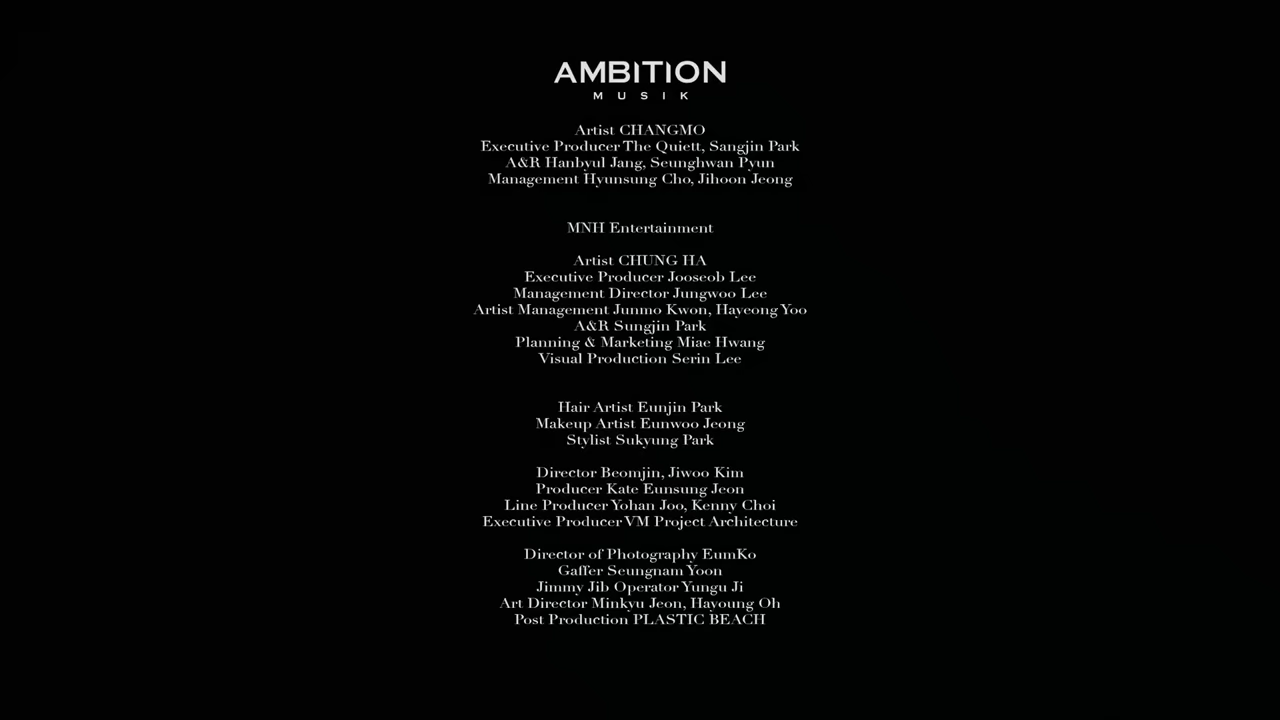 AMBITION
MUSIK
Artist CHANGMO
Executive Producer The Quiett, Sangjin Park
A&R Hanbyul Jang, Seunghwan Pyun
Management Hyunsung Cho, Jihoon Jeong
MNH Entertainment
Artist CHUNG HA
Executive Producer Jooseob Lee
Management Director Jungwoo Lee
Artist Management Junmo Kwon, Hayeong Yoo
A&R Sungjin Park
Planning & Marketing Miae Hwang
Visual Production Serin Lee
Hair Artist Eunjin Park
Makeup Artist Eunwoo Jeong
Stylist Sukyung Park
Director Beomjin, Jiwoo Kim
Producer Kate Eunsung Jeon
Line Producer Yohan Joo, Kenny Choi
Executive Producer VM Project Architecture
Director of Photography EumKo
Gaffer Seungnam Yoon
Jimmy Jib Operator Yungu Ji
Art Director Minkyu Jeon, Hayoung Oh
Post Production PLASTIC BEACH